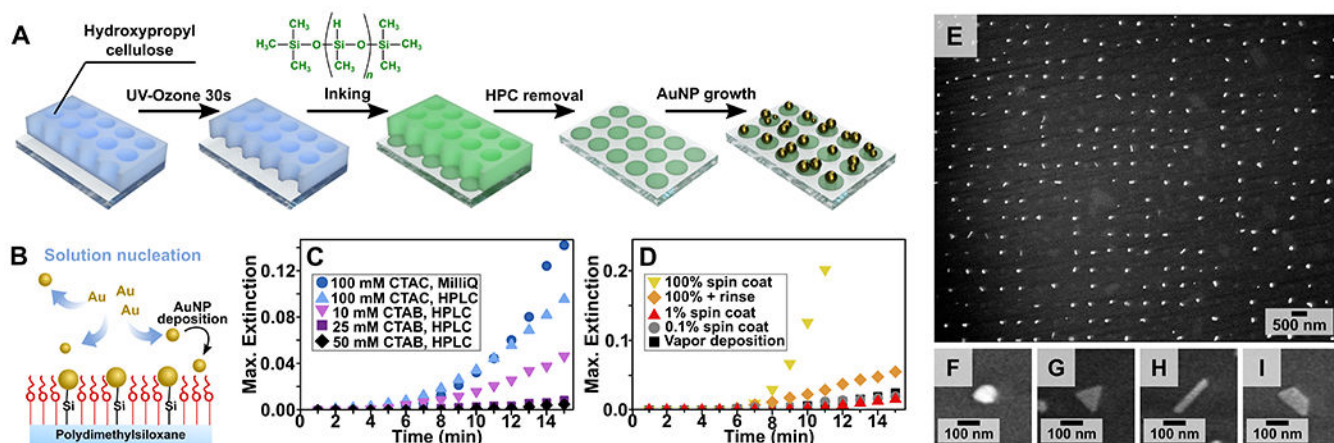 A
Hydroxypropyl
cellulose
UV-Ozone 30s
CH₃
H
CH₃
H₃C
Si
O
Si
O
Si
CH₃
CH₃
CH₃
n
CH₃
Inking
HPC removal
AuNP growth
B
Solution nucleation
Au
Au
Au
AuNP
deposition
Si
Si
Polydimethylsiloxane
C
Max. Extinction
0.12
0.08
0.04
0.00
100 mM CTAC, MilliQ
100 mM CTAC, HPLC
10 mM CTAB, HPLC
25 mM CTAB, HPLC
50 mM CTAB, HPLC
0 2 4 6 8 10 12 14
Time (min)
D
Max. Extinction
0.2
0.1
0.0
100% spin coat
100% + rinse
1% spin coat
0.1% spin coat
Vapor deposition
0 2 4 6 8 10 12 14
Time (min)
E
500 nm
F
100 nm
G
100 nm
H
100 nm
I
100 nm